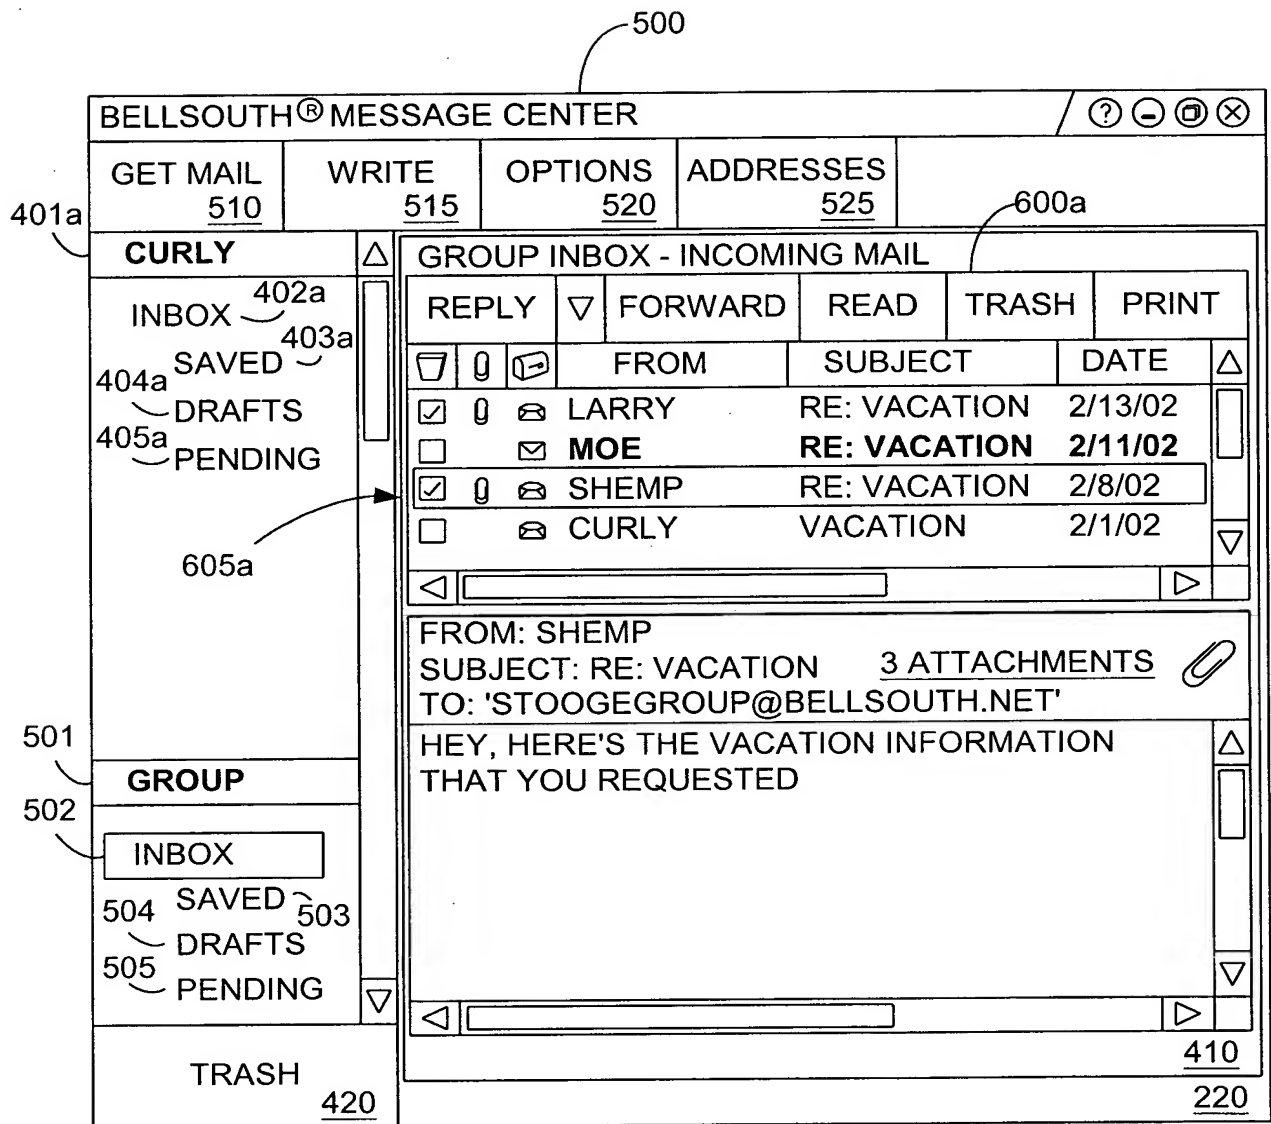 500
BELLSOUTH® MESSAGE CENTER
?
GET MAIL 510
WRITE 515
OPTIONS 520
ADDRESSES 525
401a
600a
CURLY
INBOX 402a
SAVED 403a
404a DRAFTS
405a PENDING
605a
GROUP INBOX - INCOMING MAIL
REPLY FORWARD READ TRASH PRINT
FROM SUBJECT DATE
LARRY RE: VACATION 2/13/02
MOE RE: VACATION 2/11/02
SHEMP RE: VACATION 2/8/02
CURLY VACATION 2/1/02
FROM: SHEMP
SUBJECT: RE: VACATION 3 ATTACHMENTS
TO: 'STOOGEGROUP@BELLSOUTH.NET'
HEY, HERE'S THE VACATION INFORMATION
THAT YOU REQUESTED
501
GROUP
502
INBOX
SAVED 503
504 DRAFTS
505 PENDING
TRASH 420
410
220